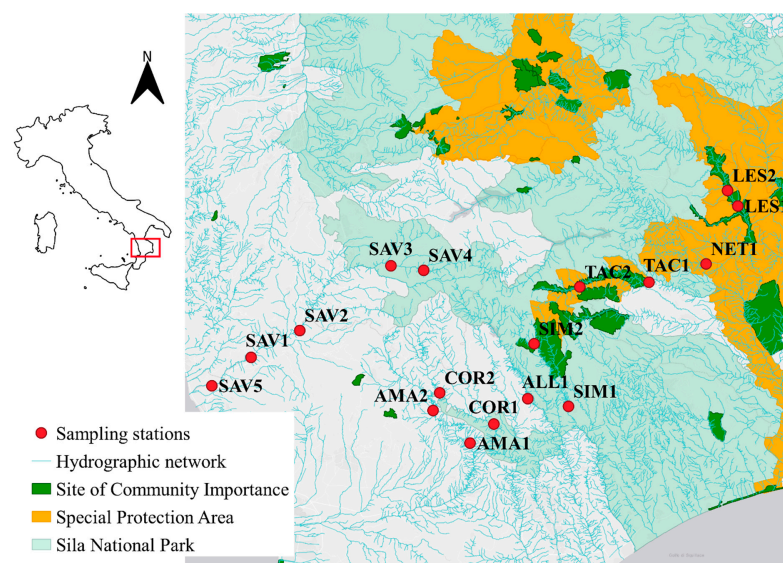 N
LES2
LES
NET1
SAV3
SAV4
TAC2
TAC1
SAV2
SIM2
SAV1
SAV5
COR2
AMA2
ALL1
COR1
SIM1
AMA1
Sampling stations
Hydrographic network
Site of Community Importance
Special Protection Area
Sila National Park